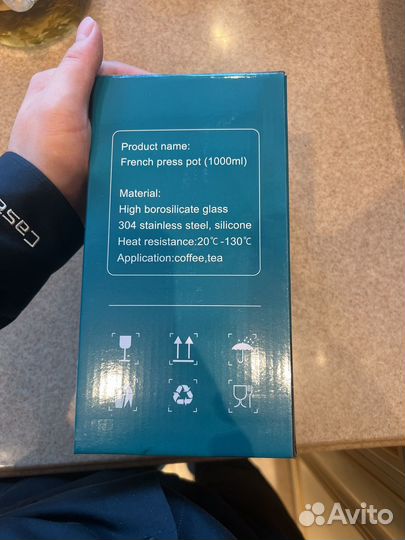 Product name:
French press pot (1000ml)
Material:
High borosilicate glass
304 stainless steel, silicone
Heat resistance:20℃-130℃
Application:coffee,tea
case
Avito